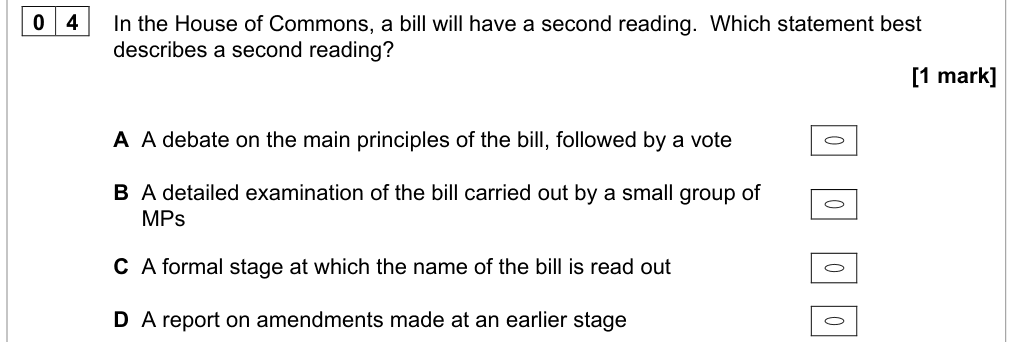 0 4 In the House of Commons, a bill will have a second reading.  Which statement best
describes a second reading?
[1 mark]
A A debate on the main principles of the bill, followed by a vote
B A detailed examination of the bill carried out by a small group of
MPs
C A formal stage at which the name of the bill is read out
D A report on amendments made at an earlier stage